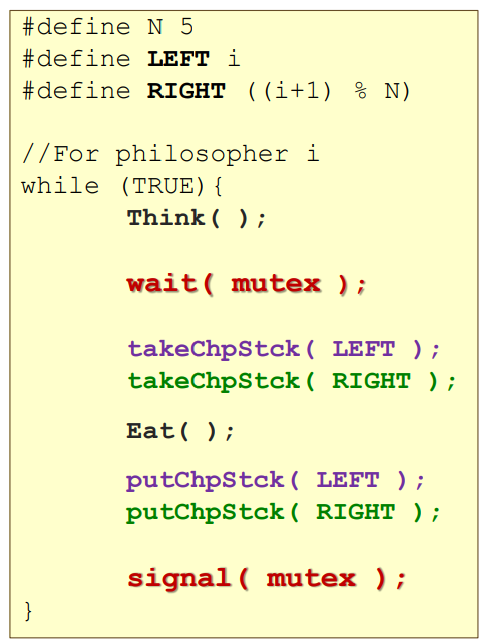 #define N 5
#define LEFT i
#define RIGHT ((i+1) % N)
//For philosopher i
while (TRUE){
Think( );
wait( mutex );
takeChpStck( LEFT );
takeChpStck( RIGHT );
Eat( );
putChpStck( LEFT );
putChpStck( RIGHT );
signal( mutex );
}